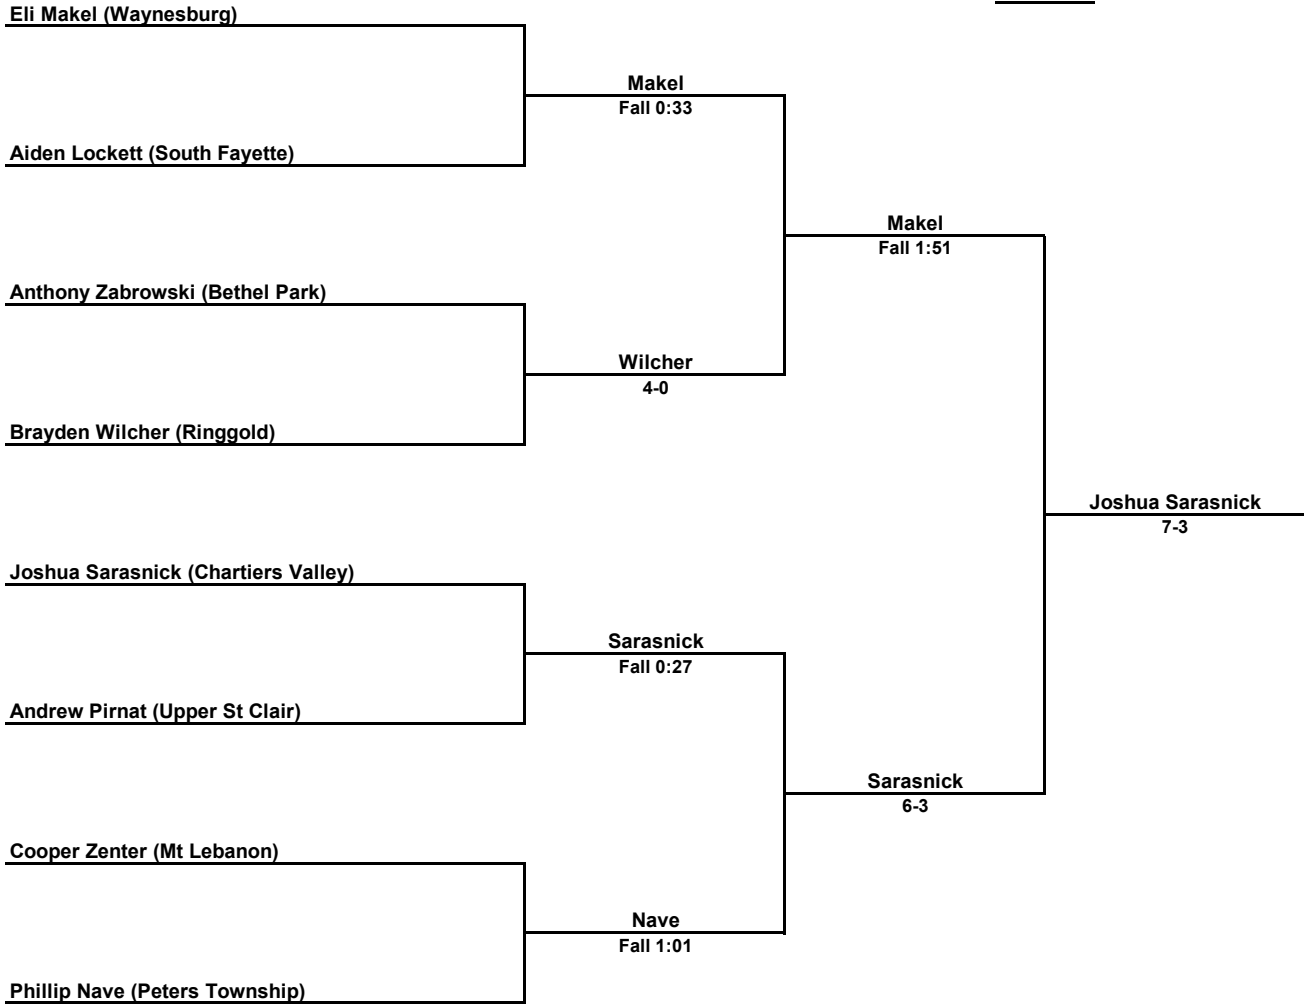 Eli Makel (Waynesburg)
Makel
Fall 0:33
Aiden Lockett (South Fayette)
Makel
Fall 1:51
Anthony Zabrowski (Bethel Park)
Wilcher
4-0
Brayden Wilcher (Ringgold)
Joshua Sarasnick
7-3
Joshua Sarasnick (Chartiers Valley)
Sarasnick
Fall 0:27
Andrew Pirnat (Upper St Clair)
Sarasnick
6-3
Cooper Zenter (Mt Lebanon)
Nave
Fall 1:01
Phillip Nave (Peters Township)